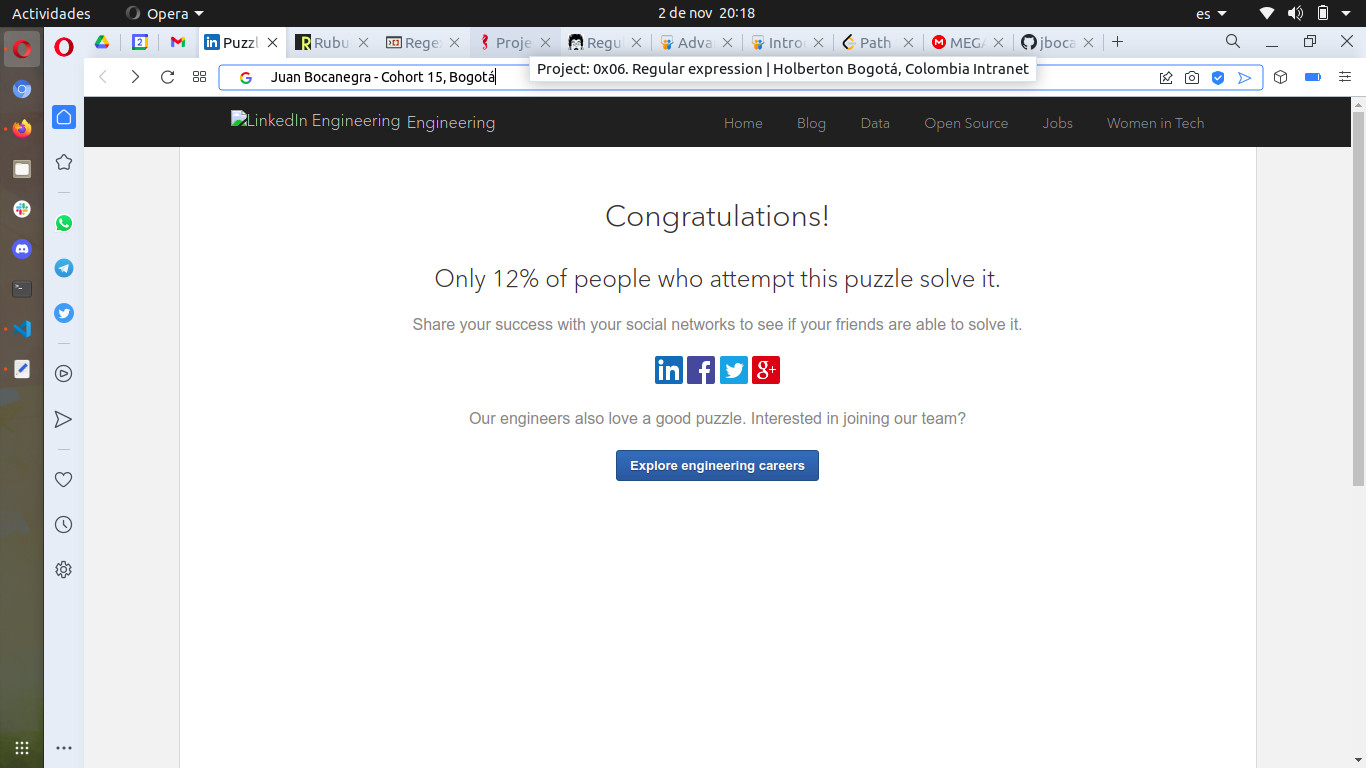 Actividades Opera 2 de nov 20:18 es
Puzzl Rubu Rege Proje Regu Adva Intro Path MEGA jboca
Juan Bocanegra - Cohort 15, Bogotá
Project: 0x06. Regular expression | Holberton Bogotá, Colombia Intranet
LinkedIn Engineering Engineering Home Blog Data Open Source Jobs Women in Tech
Congratulations!
Only 12% of people who attempt this puzzle solve it.
Share your success with your social networks to see if your friends are able to solve it.
Our engineers also love a good puzzle. Interested in joining our team?
Explore engineering careers